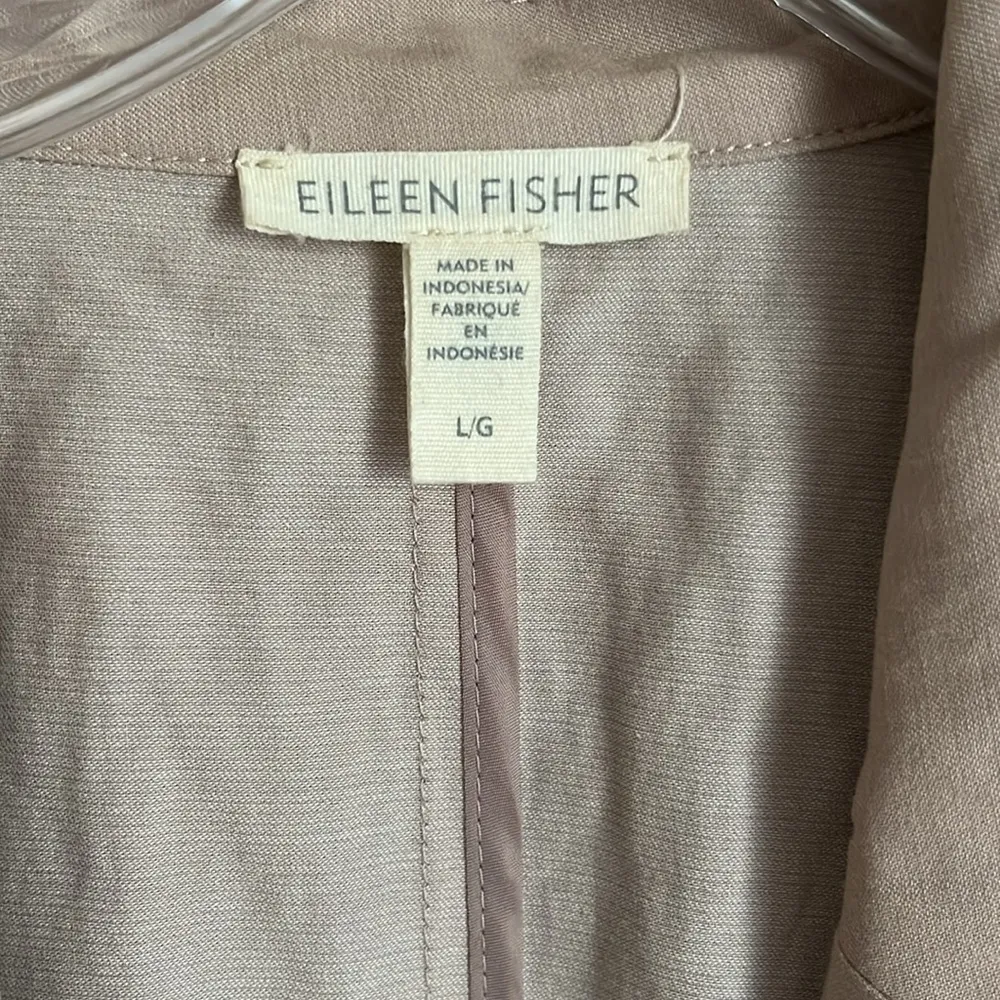 EILEEN FISHER
MADE IN
INDONESIA/
FABRIQUÉ
EN
INDONÉSIE
L/G